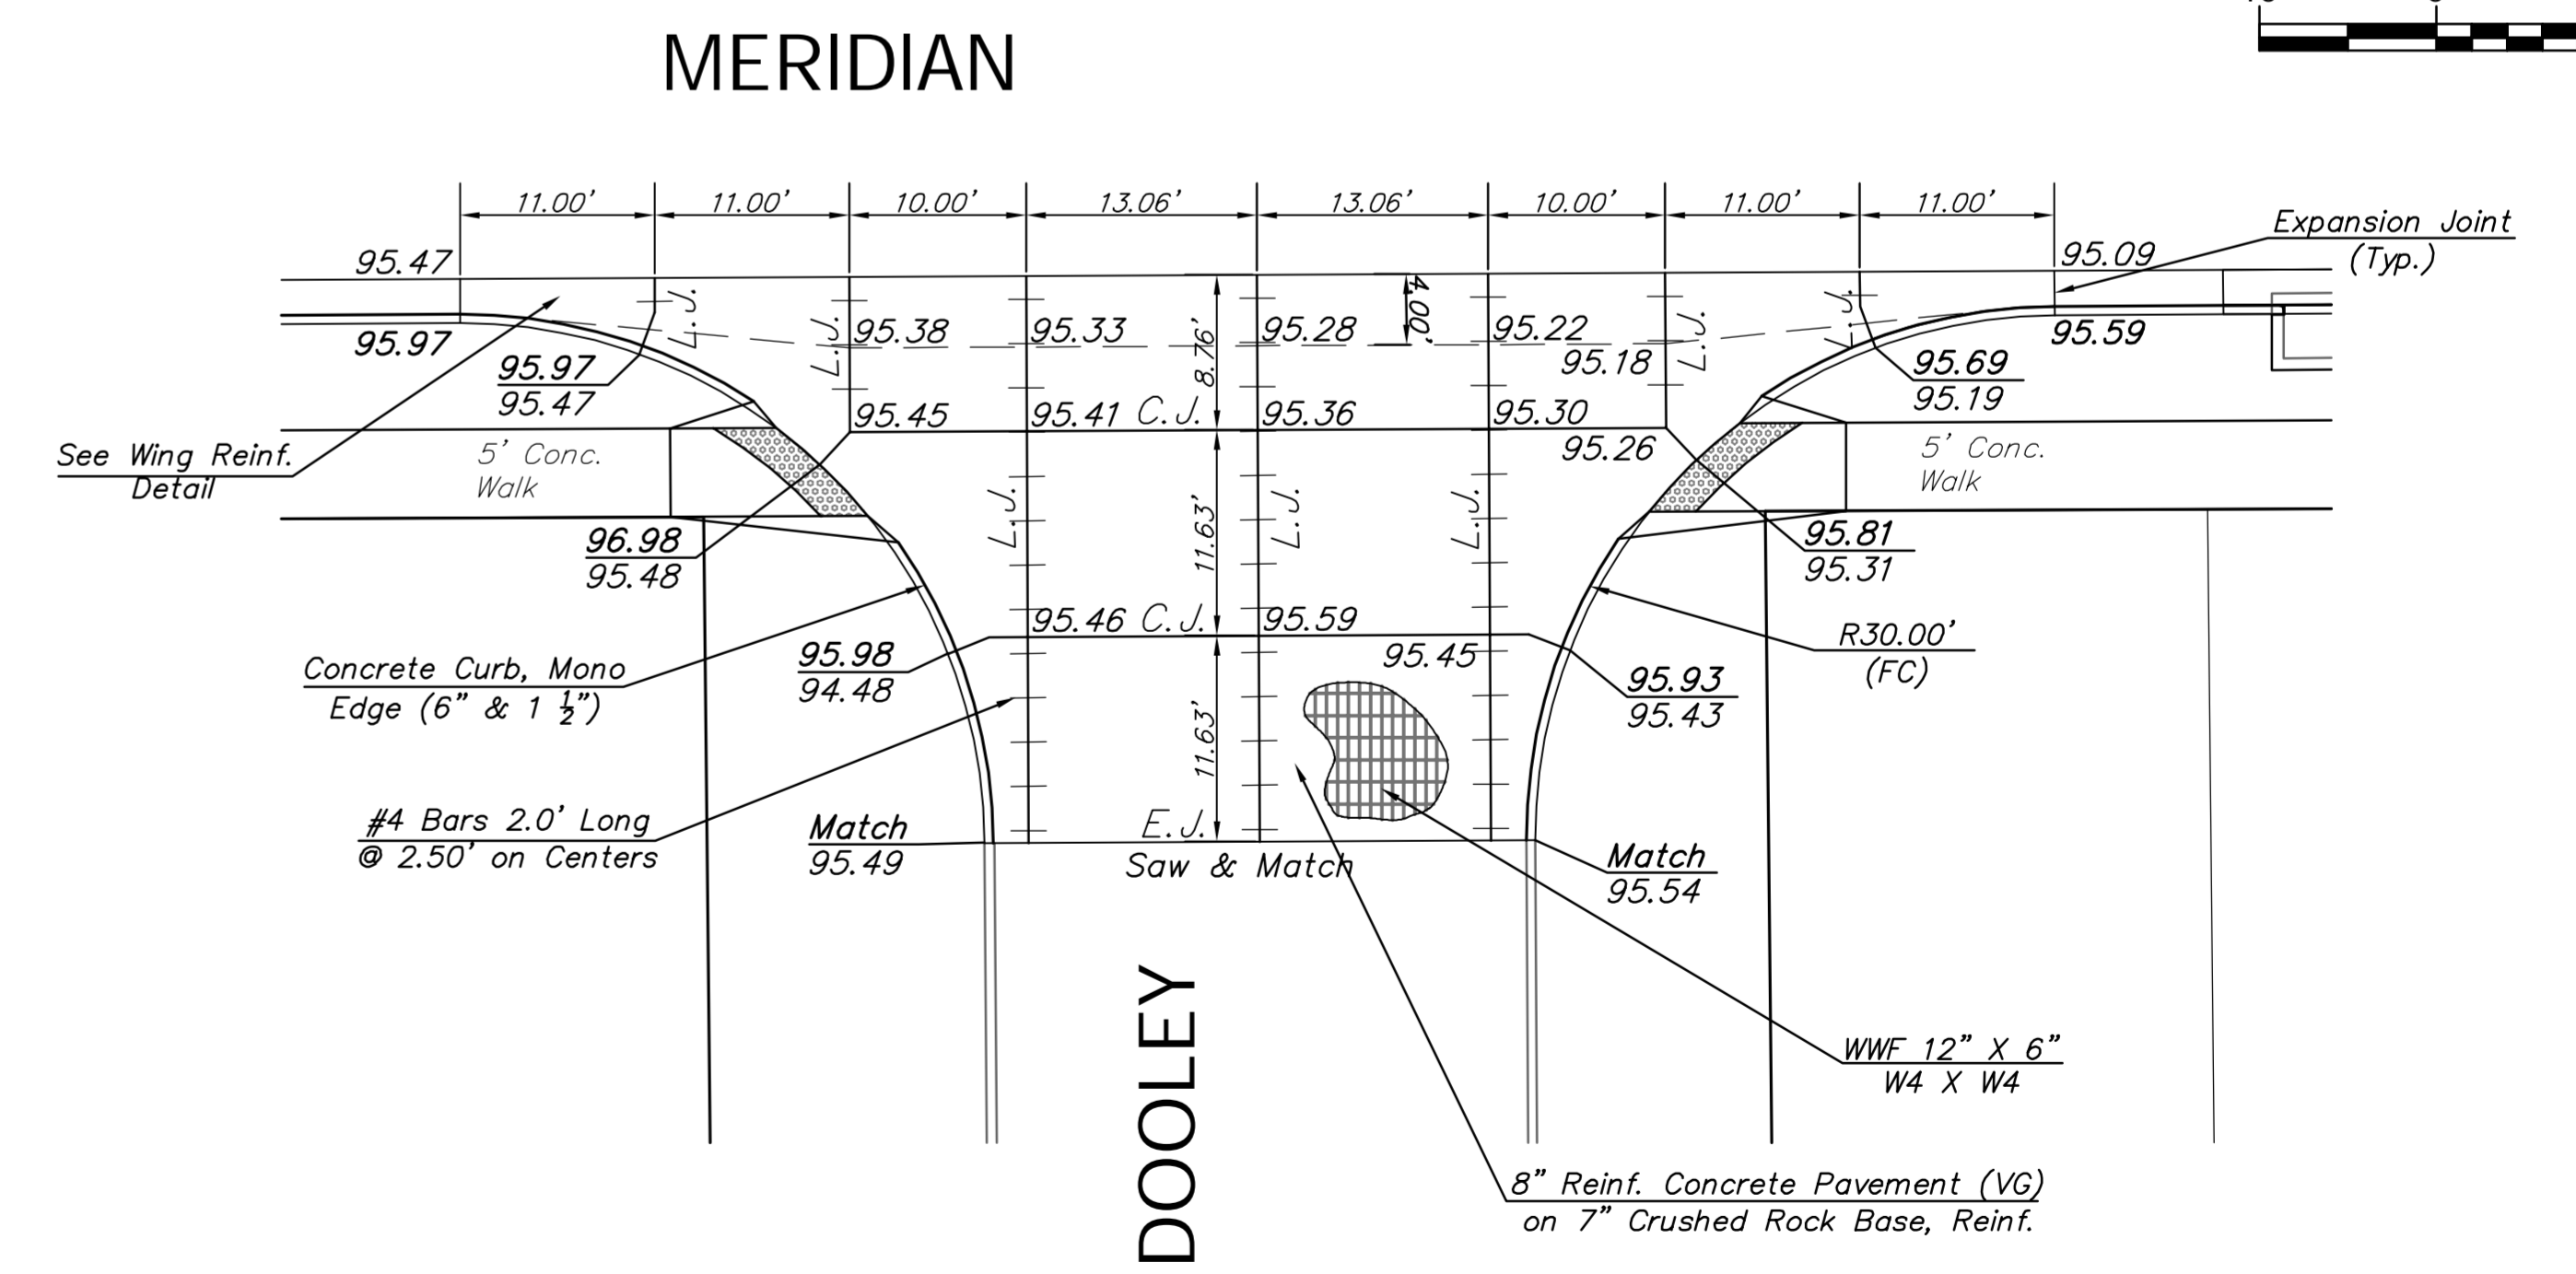 MERIDIAN
11.00' 11.00' 10.00' 13.06' 13.06' 10.00' 11.00' 11.00'
Expansion Joint
(Typ.)
95.47
95.09
95.97
95.59
L.J.
L.J.
L.J.
L.J.
4.00'
8.76'
95.38 95.33 95.28 95.22
95.18
95.97
95.47
95.69
95.19
95.45 95.41 C.J. 95.36 95.30
95.26
See Wing Reinf.
Detail
5' Conc.
Walk
5' Conc.
Walk
L.J.
L.J.
L.J.
11.63'
96.98
95.48
95.81
95.31
95.46 C.J. 95.59
95.45
R30.00'
(FC)
Concrete Curb, Mono
Edge (6" & 1 ½")
95.98
94.48
95.93
95.43
11.63'
#4 Bars 2.0' Long
@ 2.50' on Centers
Match
95.49
E.J.
Saw & Match
Match
95.54
DOOLEY
WWF 12" X 6"
W4 X W4
8" Reinf. Concrete Pavement (VG)
on 7" Crushed Rock Base, Reinf.